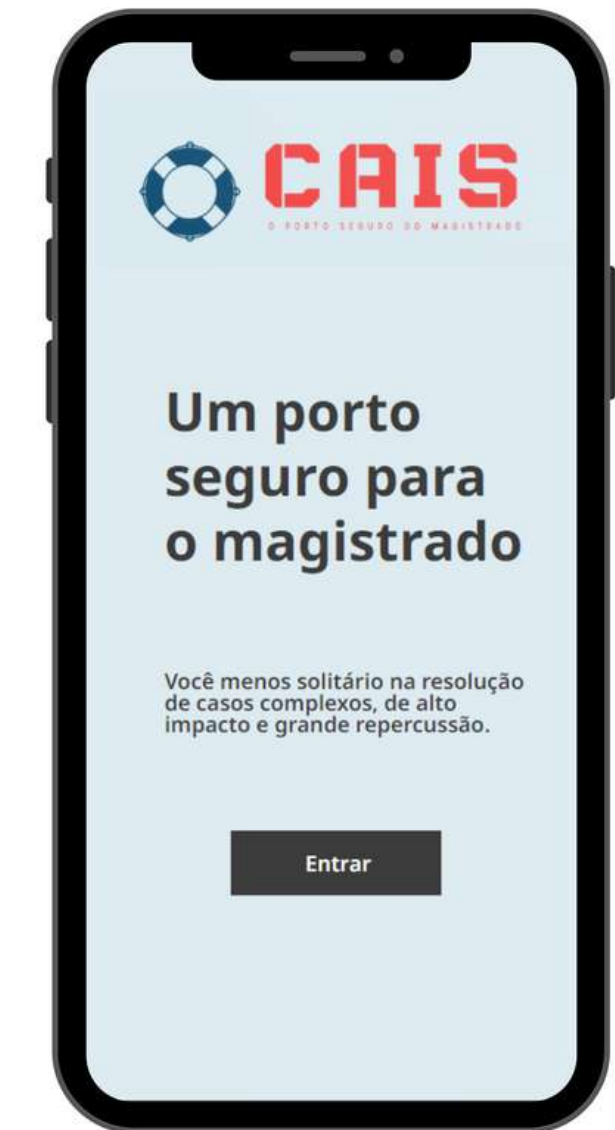 CAIS
O PORTO SEGURO DO MAGISTRADO
Um porto
seguro para
o magistrado
Você menos solitário na resolução
de casos complexos, de alto
impacto e grande repercussão.
Entrar